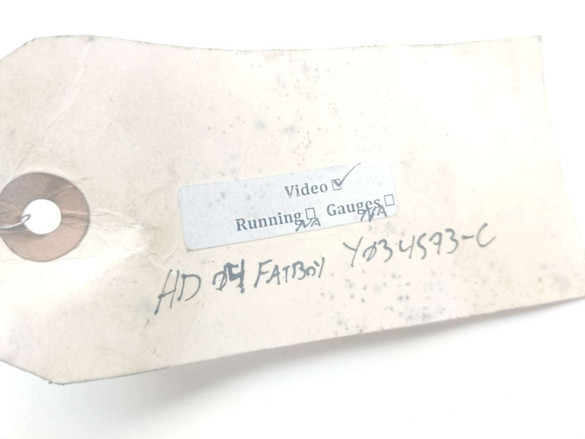 Video ☑
Running ☐ Gauges ☐
N/A N/A
HD 04 FATBOY Y034593-C